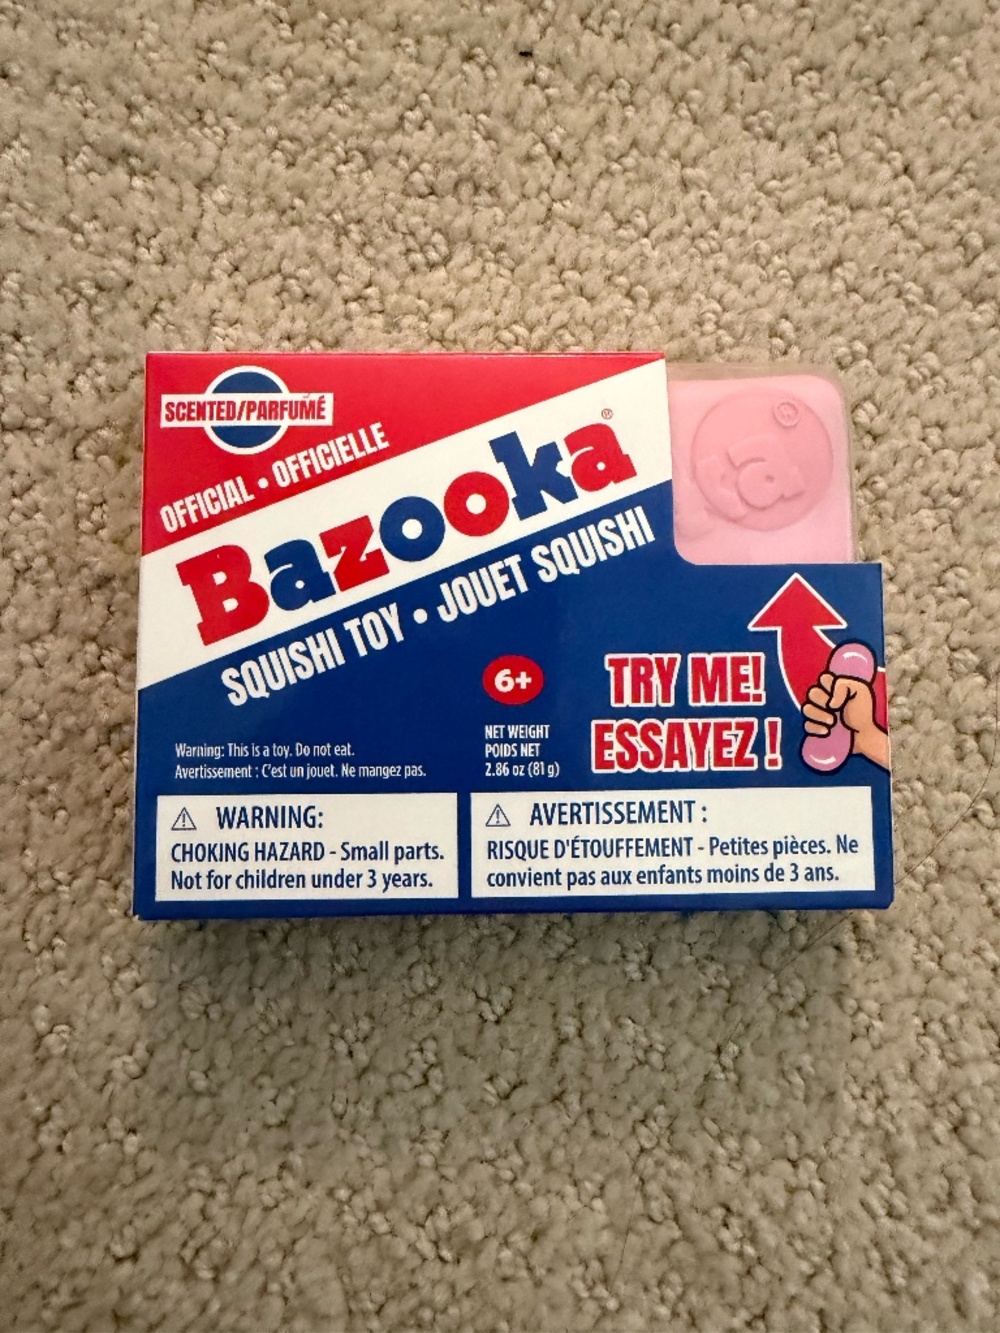 SCENTED/PARFUMÉ
OFFICIAL • OFFICIELLE
Bazooka®
SQUISHI TOY • JOUET SQUISHI
6+
TRY ME!
ESSAYEZ !
NET WEIGHT
POIDS NET
2.86 oz (81 g)
Warning: This is a toy. Do not eat.
Avertissement : C'est un jouet. Ne mangez pas.
⚠ WARNING:
CHOKING HAZARD - Small parts.
Not for children under 3 years.
⚠ AVERTISSEMENT :
RISQUE D'ÉTOUFFEMENT - Petites pièces. Ne
convient pas aux enfants moins de 3 ans.